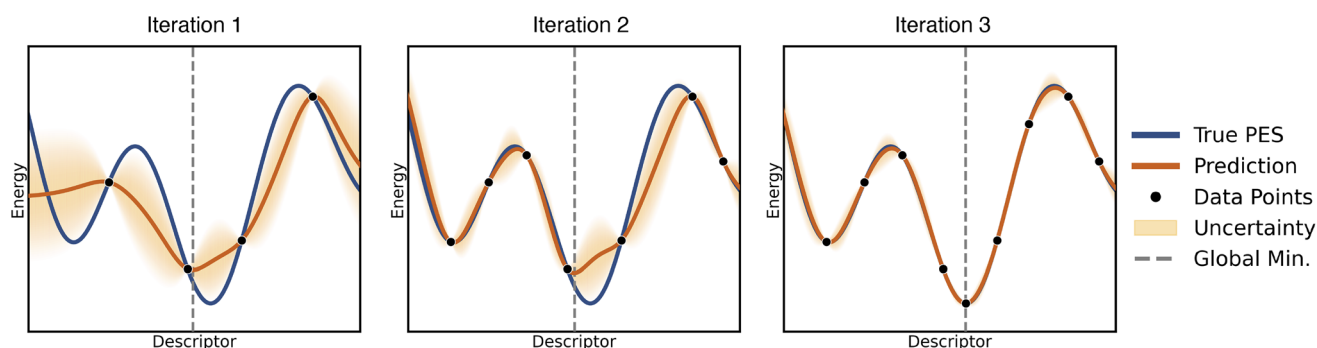 Iteration 1
Iteration 2
Iteration 3
Energy
Energy
Energy
Descriptor
Descriptor
Descriptor
True PES
Prediction
Data Points
Uncertainty
Global Min.